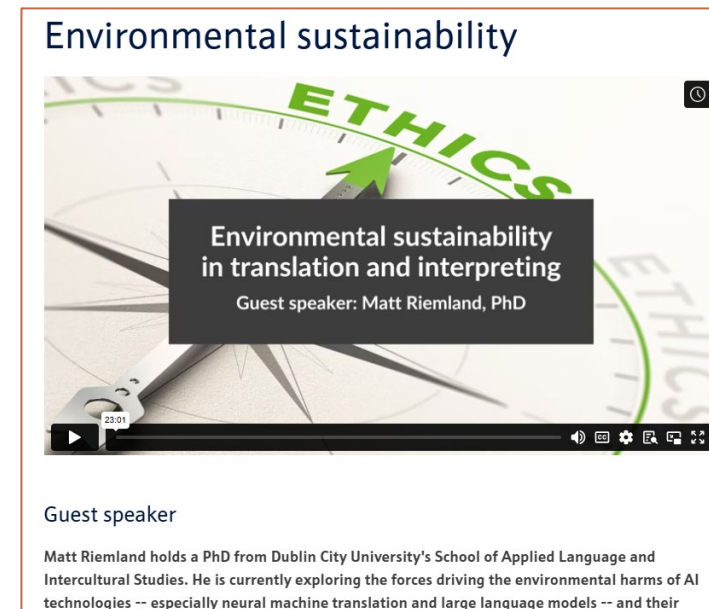 Environmental sustainability
ETHICS
ETHICS
Environmental sustainability
in translation and interpreting
Guest speaker: Matt Riemland, PhD
23:01
CC
Guest speaker
Matt Riemland holds a PhD from Dublin City University's School of Applied Language and
Intercultural Studies. He is currently exploring the forces driving the environmental harms of AI
technologies -- especially neural machine translation and large language models -- and their